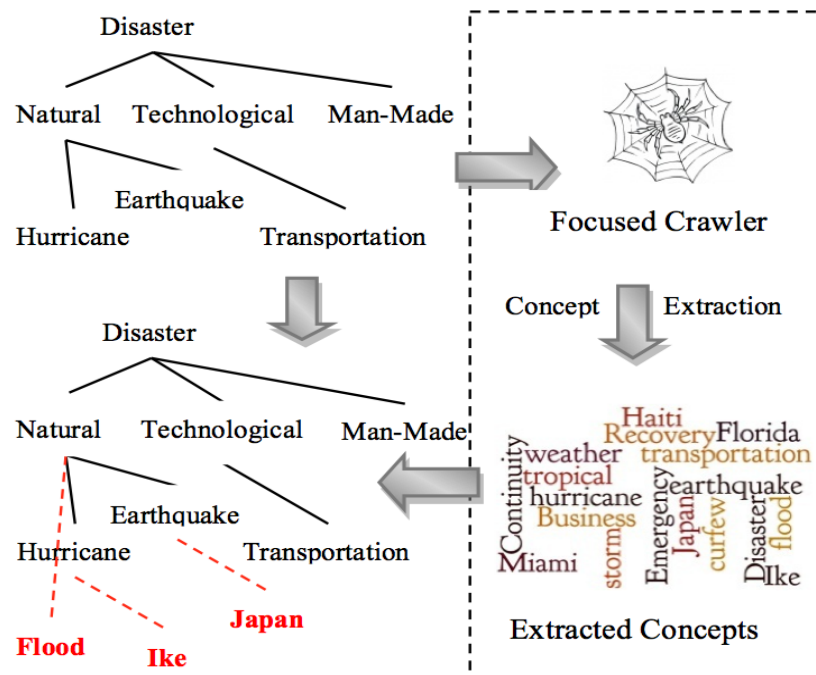 Disaster
Natural Technological Man-Made
Earthquake
Hurricane Transportation
Focused Crawler
Concept Extraction
Disaster
Natural Technological Man-Made
Earthquake
Hurricane Transportation
Japan
Flood
Ike
Haiti
Recovery Florida
weather transportation
Continuity
tropical
earthquake
hurricane
Business
Emergency
Japan
curfew
Disaster
flood
Miami
storm
Ike
Extracted Concepts